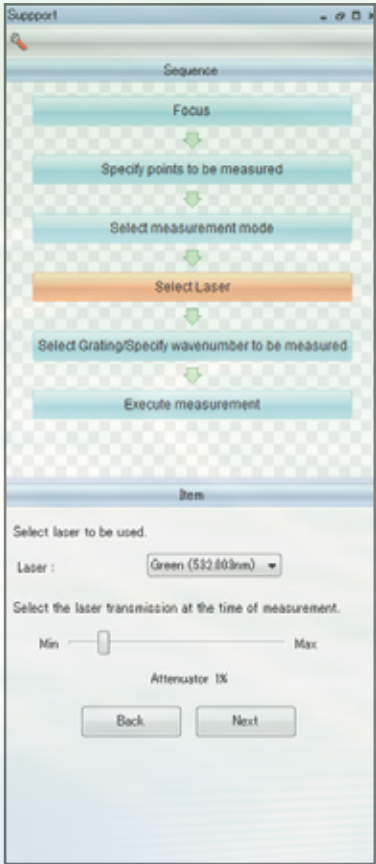 Suppport
Sequence
Focus
Specify points to be measured
Select measurement mode
Select Laser
Select Grating/Specify wavenumber to be measured
Execute measurement
Item
Select laser to be used.
Laser : Green (532.003nm)
Select the laser transmission at the time of measurement.
Min Max
Attenuator 1%
Back Next